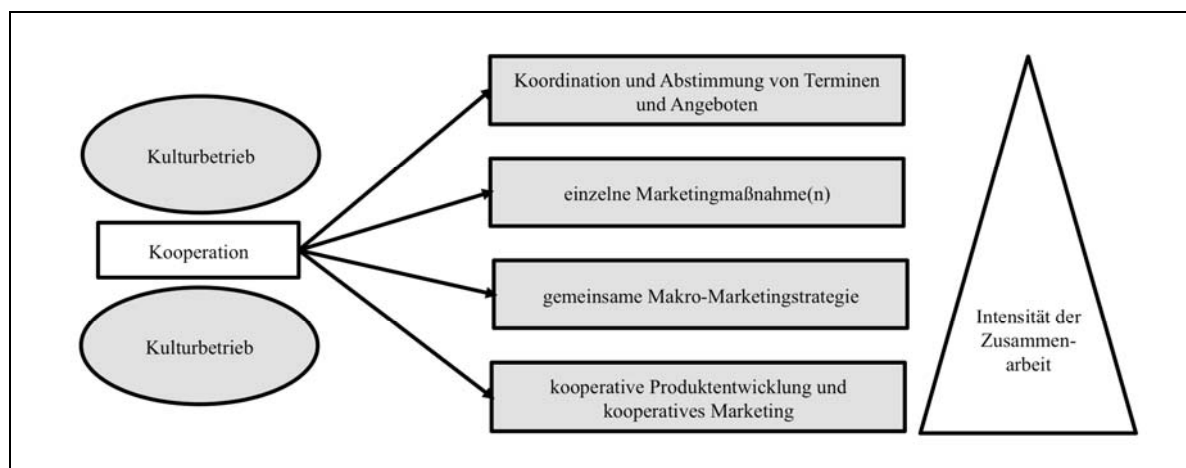 Kulturbetrieb
Kooperation
Kulturbetrieb
Koordination und Abstimmung von Terminen
und Angeboten
einzelne Marketingmaßnahme(n)
gemeinsame Makro-Marketingstrategie
kooperative Produktentwicklung und
kooperatives Marketing
Intensität der
Zusammen-
arbeit